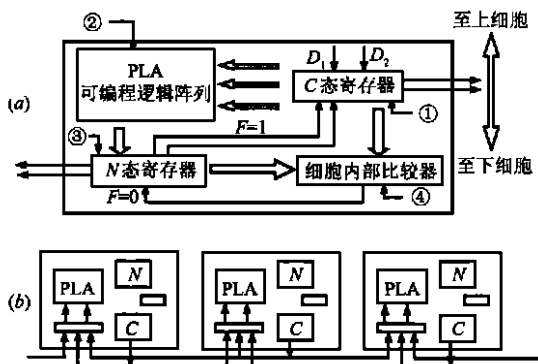 ②
至上细胞
D1 D2
PLA
可编程逻辑阵列
C态寄存器
(a)
①
③
F=1
N态寄存器
细胞内部比较器
至下细胞
F=0
④
(b)
N N N
PLA PLA PLA
C C C